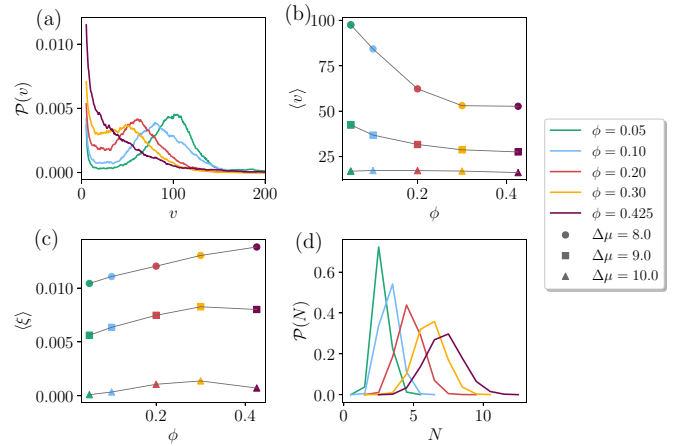 (a)
0.010
0.005
0.000
P(v)
0
100
200
v
(b)
100
75
50
25
⟨v⟩
0.2
0.4
ϕ
(c)
0.010
0.005
0.000
⟨ξ⟩
0.2
0.4
ϕ
(d)
0.6
0.4
0.2
0.0
P(N)
0
5
10
N
ϕ = 0.05
ϕ = 0.10
ϕ = 0.20
ϕ = 0.30
ϕ = 0.425
Δμ = 8.0
Δμ = 9.0
Δμ = 10.0